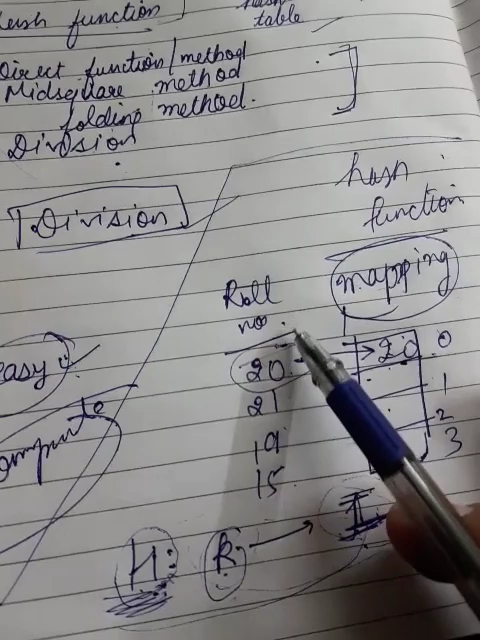 hash function
hash
table
Direct function/method
Midsquare method
folding method.
Division
Division
hash
function
mapping
Roll
no.
easy
compute
20
21
19
15
20
0
1
2
3
H: K → I